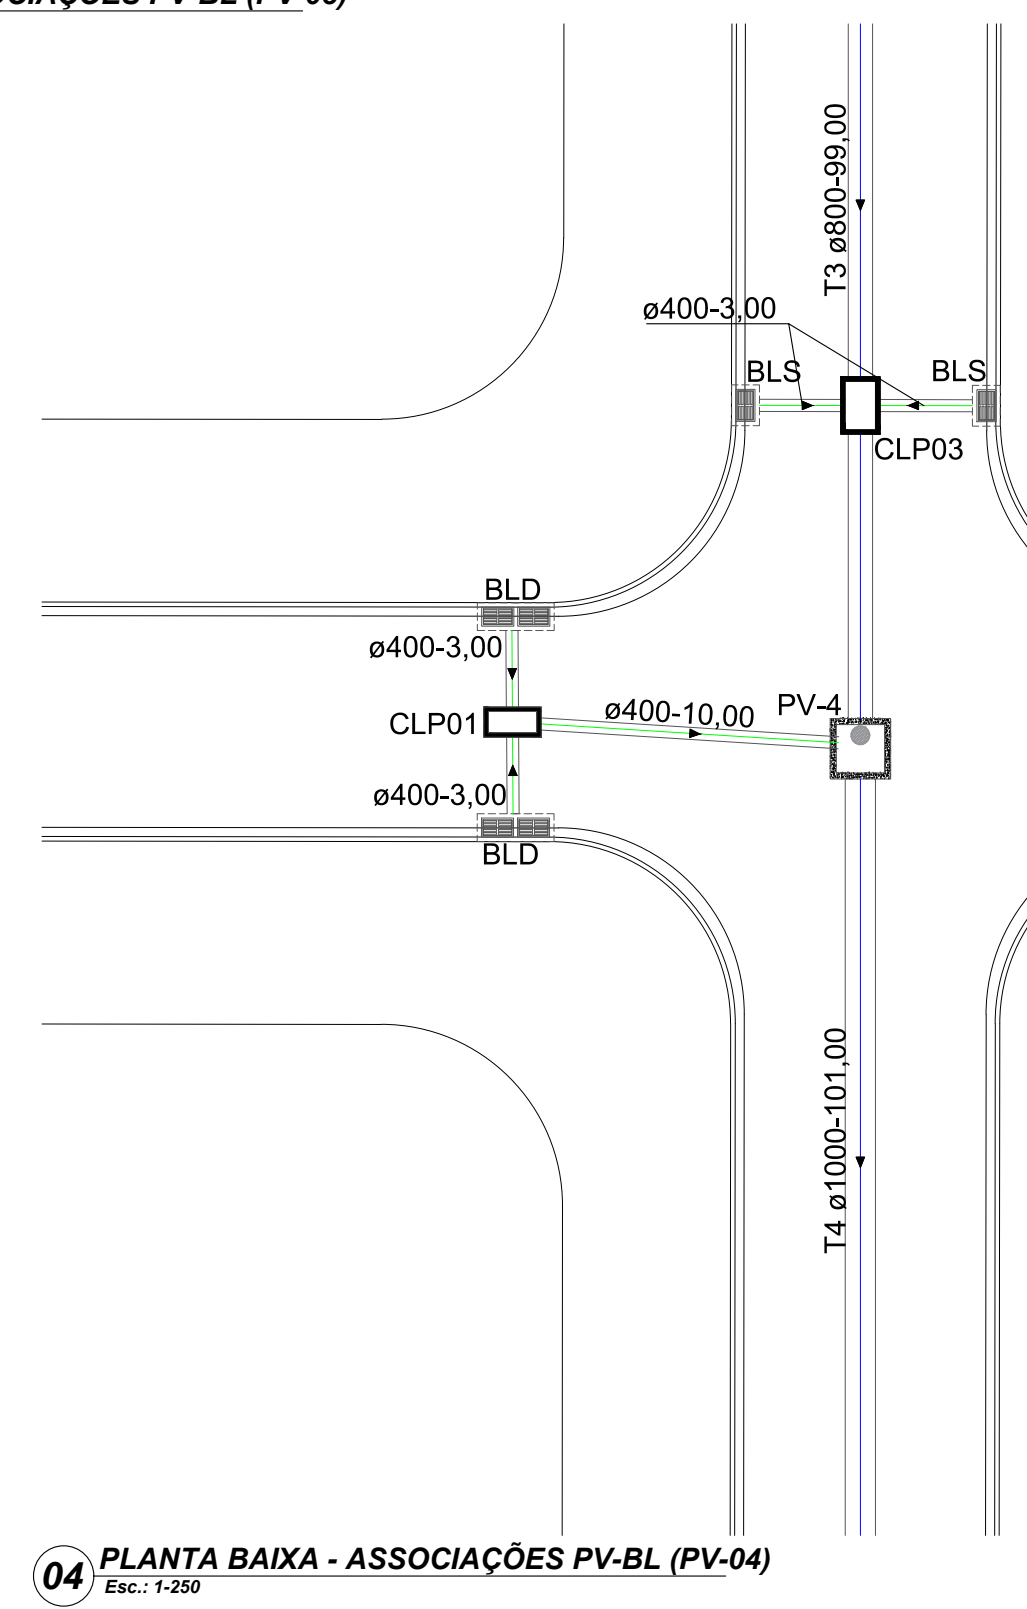 T3 ø800-99,00
ø400-3,00
BLS
BLS
CLP03
BLD
ø400-3,00
PV-4
ø400-10,00
CLP01
ø400-3,00
BLD
T4 ø1000-101,00
04
PLANTA BAIXA - ASSOCIAÇÕES PV-BL (PV-04)
Esc.: 1-250